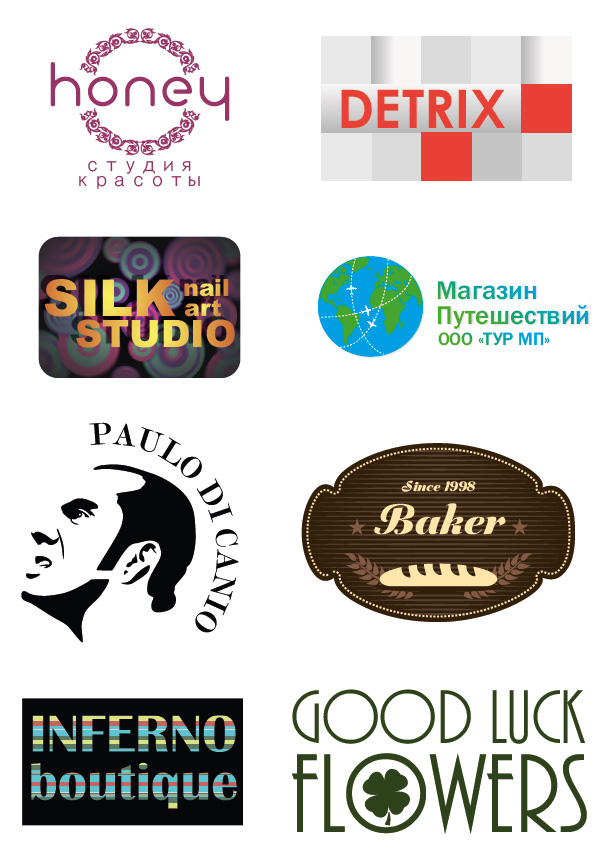 honey
студия
красоты
DETRIX
SILK nail
art
STUDIO
Магазин
Путешествий
ООО «ТУР МП»
PAULO DI CANIO
Since 1998
Baker
INFERNO
boutique
GOOD LUCK
FLOWERS